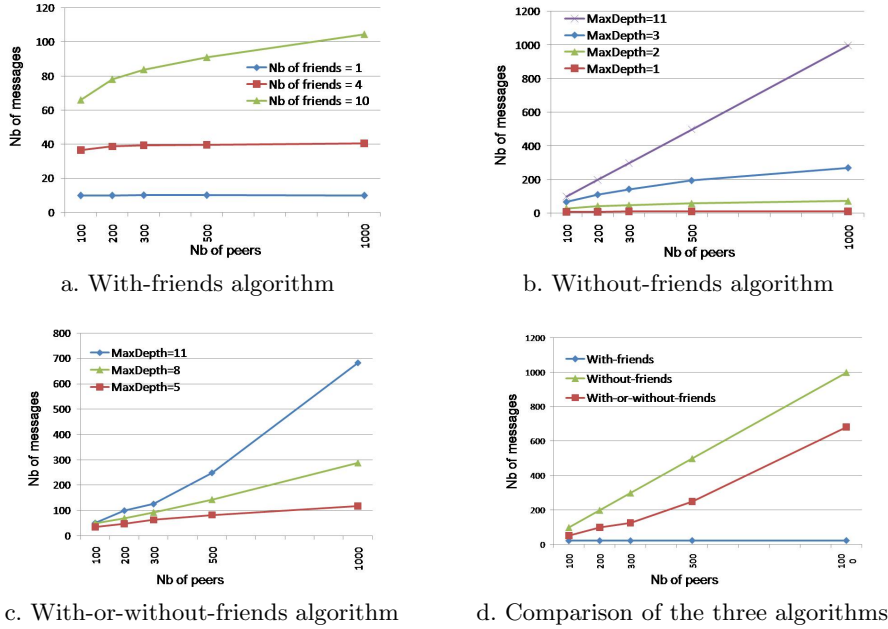 120
100
80
60
40
20
0
Nb of messages
Nb of friends = 1
Nb of friends = 4
Nb of friends = 10
100
200
300
500
1000
Nb of peers
a. With-friends algorithm
1200
1000
800
600
400
200
0
Nb of messages
MaxDepth=11
MaxDepth=3
MaxDepth=2
MaxDepth=1
100
200
300
500
1000
Nb of peers
b. Without-friends algorithm
800
700
600
500
400
300
200
100
0
Nb of messages
MaxDepth=11
MaxDepth=8
MaxDepth=5
100
200
300
500
1000
Nb of peers
c. With-or-without-friends algorithm
1200
1000
800
600
400
200
0
Nb of messages
With-friends
Without-friends
With-or-without-friends
100
200
300
500
100
0
Nb of peers
d. Comparison of the three algorithms